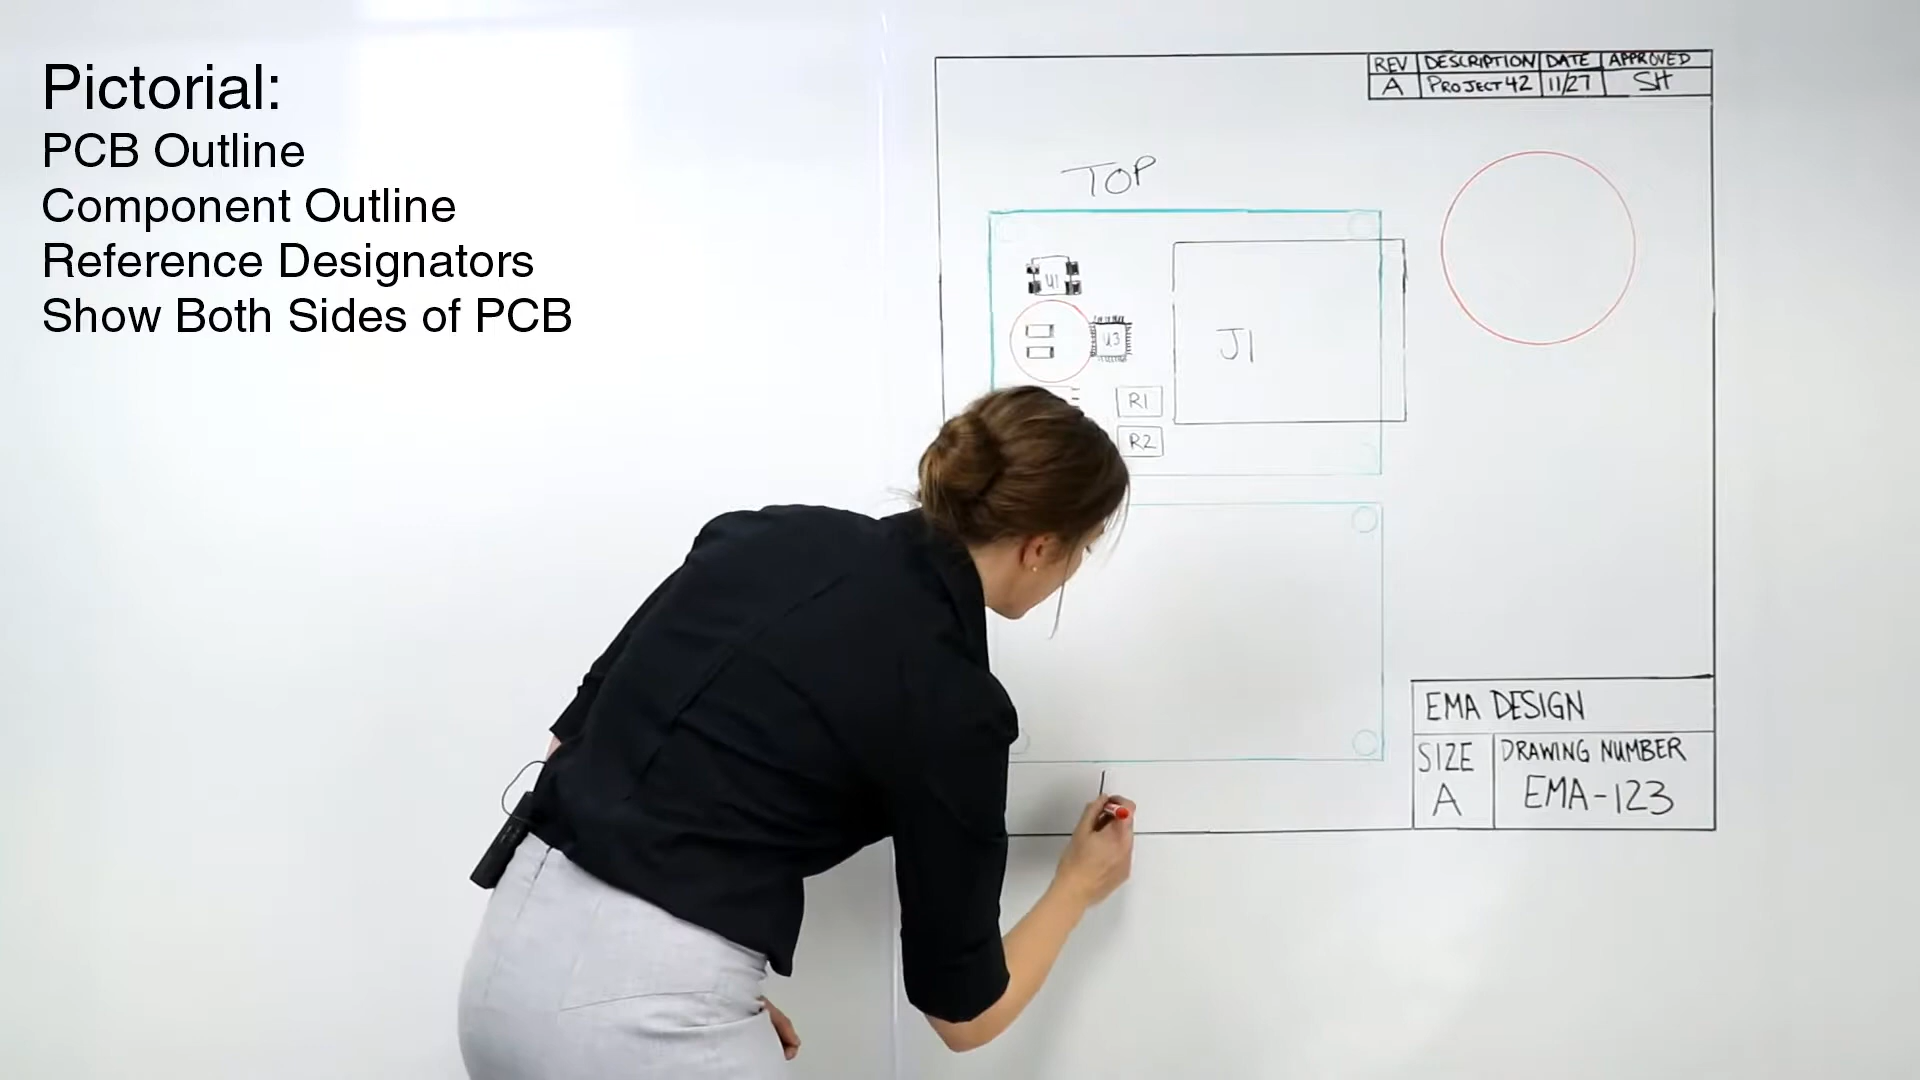 Pictorial:
PCB Outline
Component Outline
Reference Designators
Show Both Sides of PCB
REV DESCRIPTION DATE APPROVED
A PROJECT 42 11/27 SH
TOP
U1
U3
J1
R1
R2
EMA DESIGN
SIZE DRAWING NUMBER
A EMA-123